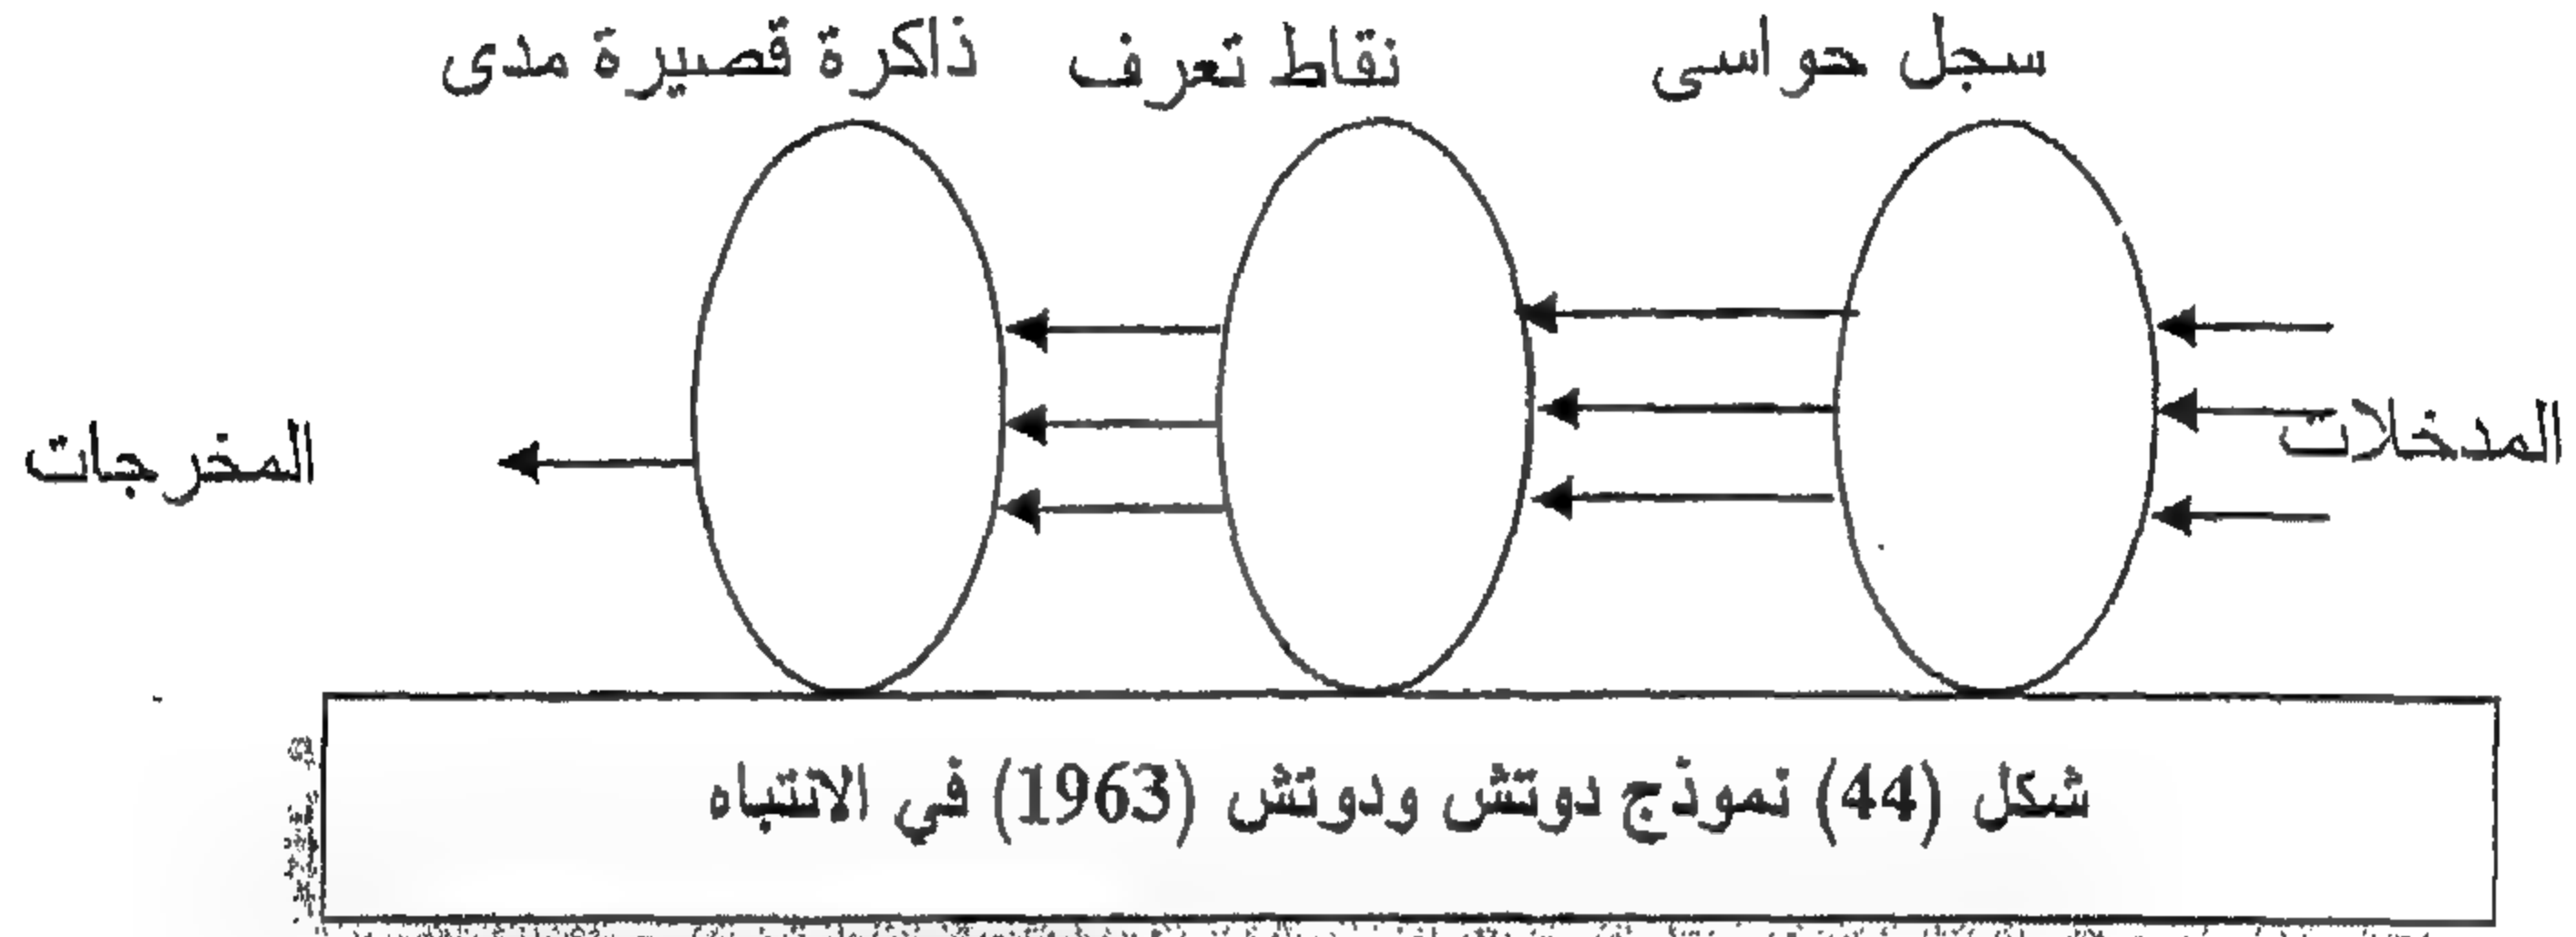 سجل حواسى
نقاط تعرف
ذاكرة قصيرة مدى
المدخلات
المخرجات
شكل (44) نموذج دوتش ودوتش (1963) في الانتباه